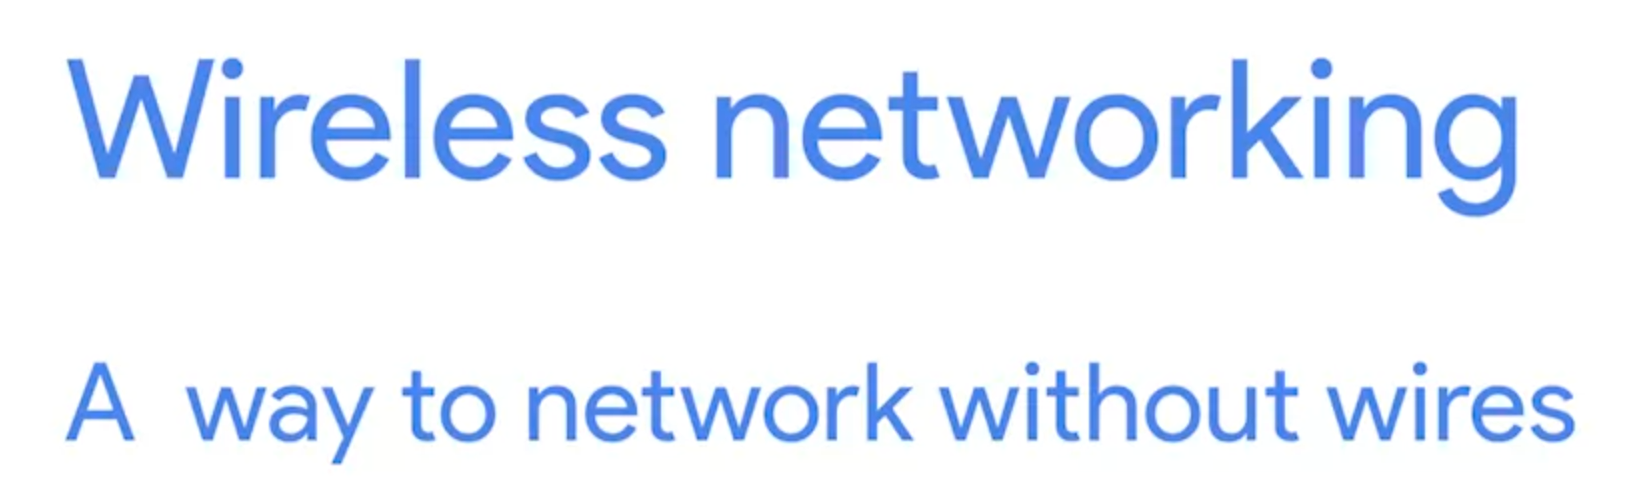 Wireless networking
A  way to network without wires